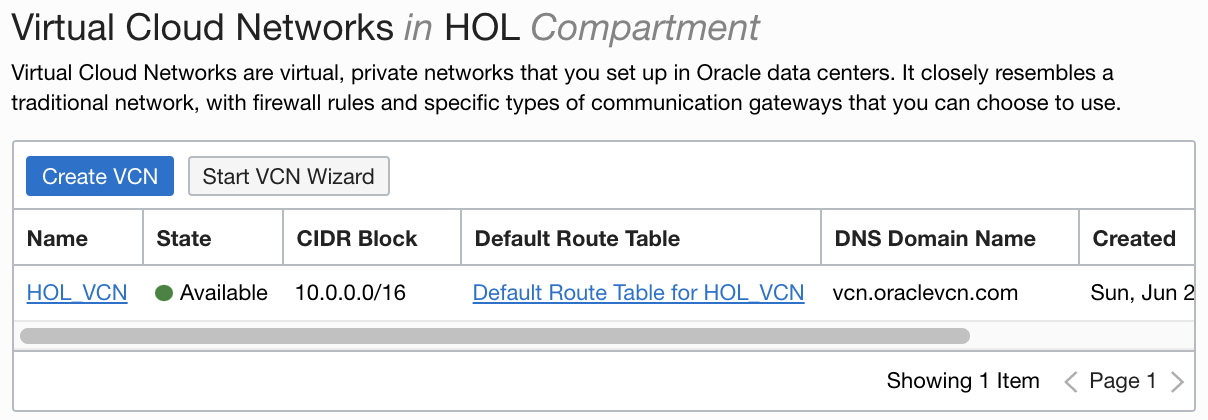 Virtual Cloud Networks in HOL Compartment
Virtual Cloud Networks are virtual, private networks that you set up in Oracle data centers. It closely resembles a
traditional network, with firewall rules and specific types of communication gateways that you can choose to use.
Create VCN Start VCN Wizard
Name State CIDR Block Default Route Table DNS Domain Name Created
HOL_VCN Available 10.0.0.0/16 Default Route Table for HOL_VCN vcn.oraclevcn.com Sun, Jun 2
Showing 1 Item Page 1